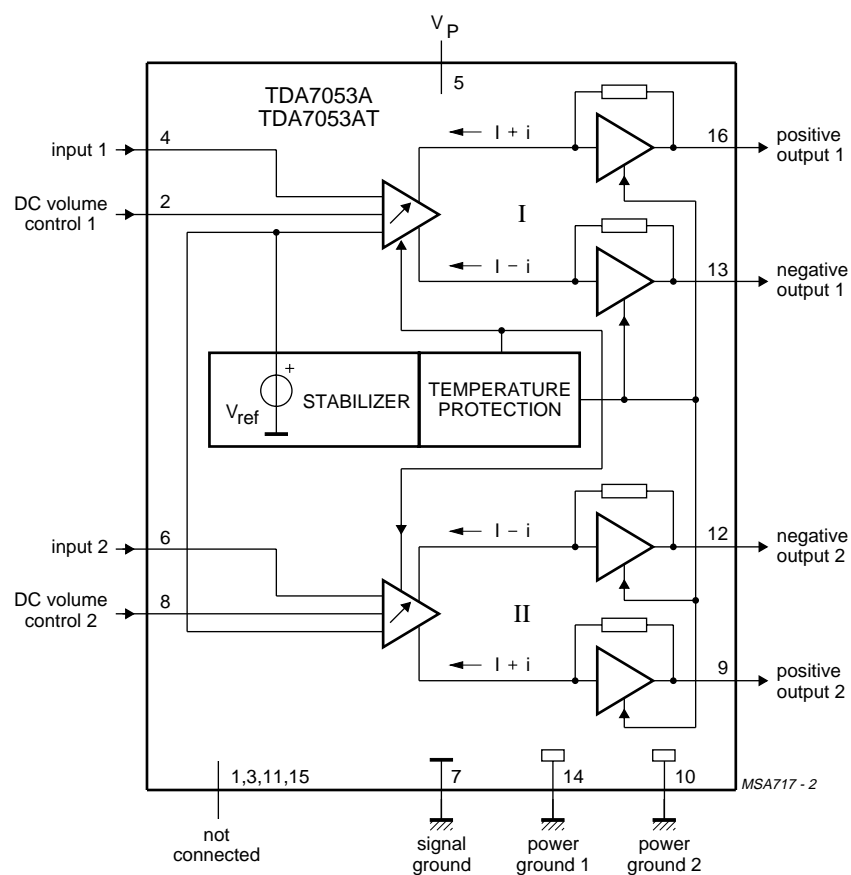 V P
5
TDA7053A
TDA7053AT
4
input 1
I + i
16
positive
output 1
2
DC volume
control 1
I
I − i
13
negative
output 1
+
V ref
STABILIZER
TEMPERATURE
PROTECTION
6
input 2
I − i
12
negative
output 2
8
DC volume
control 2
II
I + i
9
positive
output 2
1,3,11,15
7
14
10
MSA717 - 2
not
connected
signal
ground
power
ground 1
power
ground 2